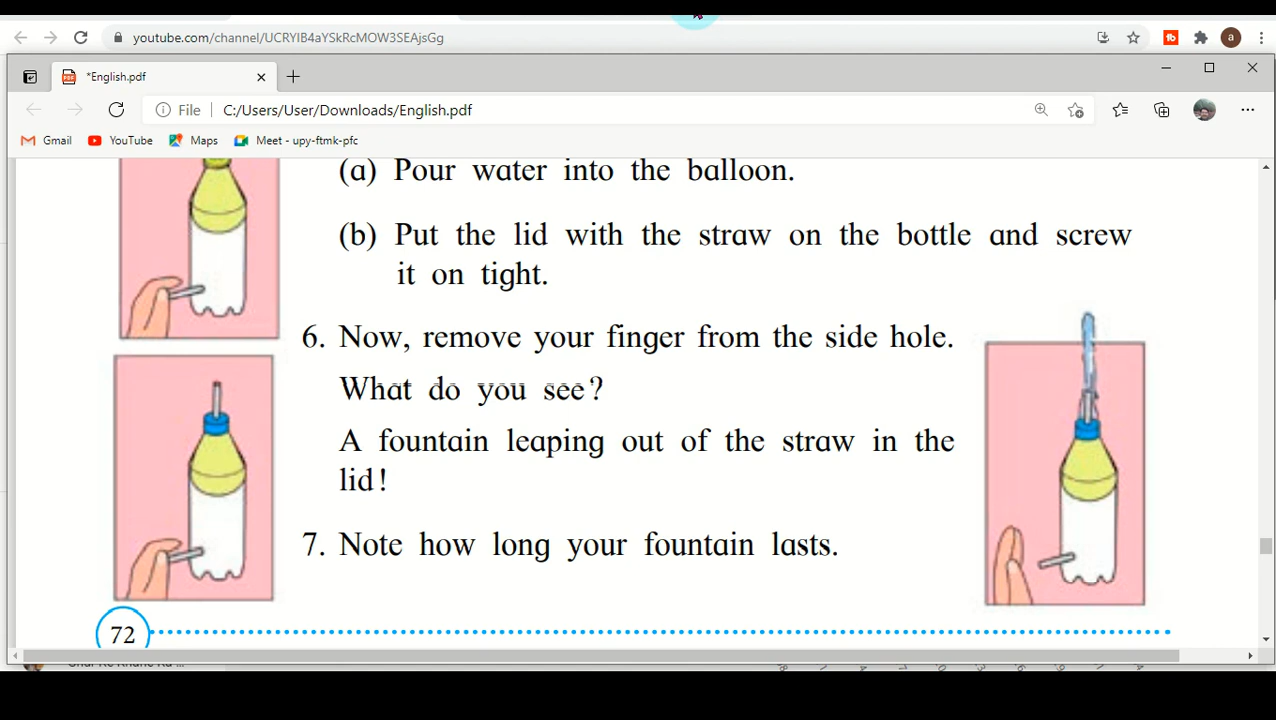 youtube.com/channel/UCRYIB4aYSkRcMOW3SEAjsGg
a
*English.pdf
File C:/Users/User/Downloads/English.pdf
Gmail YouTube Maps Meet - upy-ftmk-pfc
(a) Pour water into the balloon.
(b) Put the lid with the straw on the bottle and screw
it on tight.
6. Now, remove your finger from the side hole.
What do you see?
A fountain leaping out of the straw in the
lid!
7. Note how long your fountain lasts.
72